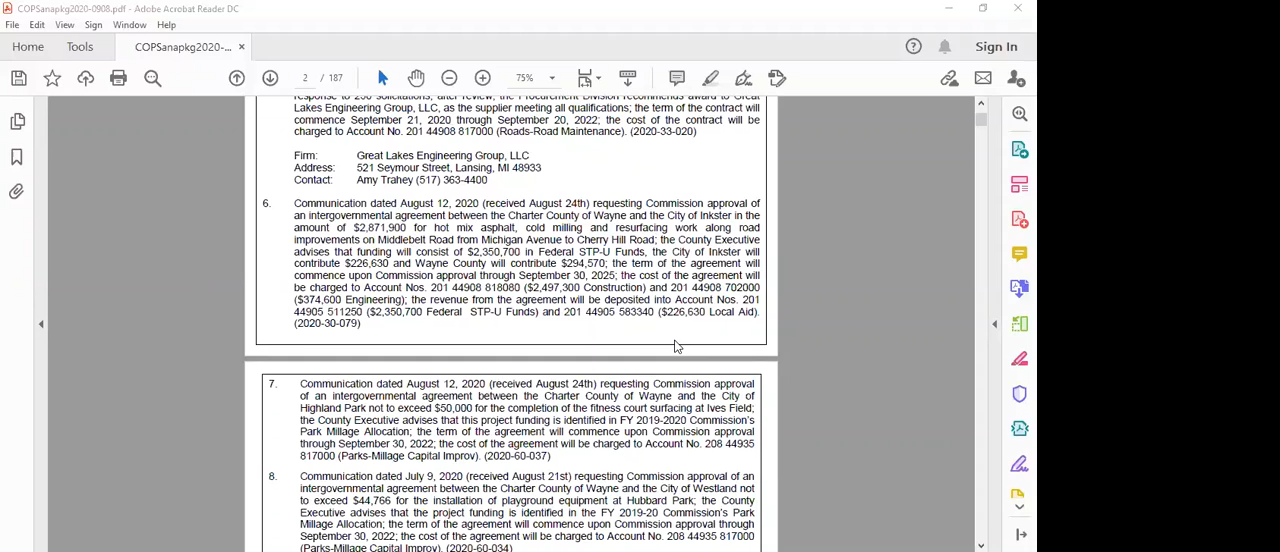 COPSanapkg2020-0908.pdf - Adobe Acrobat Reader DC
File Edit View Sign Window Help
Home Tools COPSanapkg2020-... × Sign In
2 / 187 75%
Response to 230 solicitations, after review, the Procurement Division recommends award to Great
Lakes Engineering Group, LLC, as the supplier meeting all qualifications; the term of the contract will
commence September 21, 2020 through September 20, 2022; the cost of the contract will be
charged to Account No. 201 44908 817000 (Roads-Road Maintenance). (2020-33-020)
Firm: Great Lakes Engineering Group, LLC
Address: 521 Seymour Street, Lansing, MI 48933
Contact: Amy Trahey (517) 363-4400
6. Communication dated August 12, 2020 (received August 24th) requesting Commission approval of
an intergovernmental agreement between the Charter County of Wayne and the City of Inkster in the
amount of $2,871,900 for hot mix asphalt, cold milling and resurfacing work along road
improvements on Middlebelt Road from Michigan Avenue to Cherry Hill Road; the County Executive
advises that funding will consist of $2,350,700 in Federal STP-U Funds, the City of Inkster will
contribute $226,630 and Wayne County will contribute $294,570; the term of the agreement will
commence upon Commission approval through September 30, 2025; the cost of the agreement will
be charged to Account Nos. 201 44908 818080 ($2,497,300 Construction) and 201 44908 702000
($374,600 Engineering); the revenue from the agreement will be deposited into Account Nos. 201
44905 511250 ($2,350,700 Federal STP-U Funds) and 201 44905 583340 ($226,630 Local Aid).
(2020-30-079)
7. Communication dated August 12, 2020 (received August 24th) requesting Commission approval
of an intergovernmental agreement between the Charter County of Wayne and the City of
Highland Park not to exceed $50,000 for the completion of the fitness court surfacing at Ives Field;
the County Executive advises that this project funding is identified in FY 2019-2020 Commission's
Park Millage Allocation; the term of the agreement will commence upon Commission approval
through September 30, 2022; the cost of the agreement will be charged to Account No. 208 44935
817000 (Parks-Millage Capital Improv). (2020-60-037)
8. Communication dated July 9, 2020 (received August 21st) requesting Commission approval of an
intergovernmental agreement between the Charter County of Wayne and the City of Westland not
to exceed $44,766 for the installation of playground equipment at Hubbard Park; the County
Executive advises that the project funding is identified in the FY 2019-20 Commission's Park
Millage Allocation; the term of the agreement will commence upon Commission approval through
September 30, 2022; the cost of the agreement will be charged to Account No. 208 44935 817000
(Parks-Millage Capital Improv). (2020-60-034)